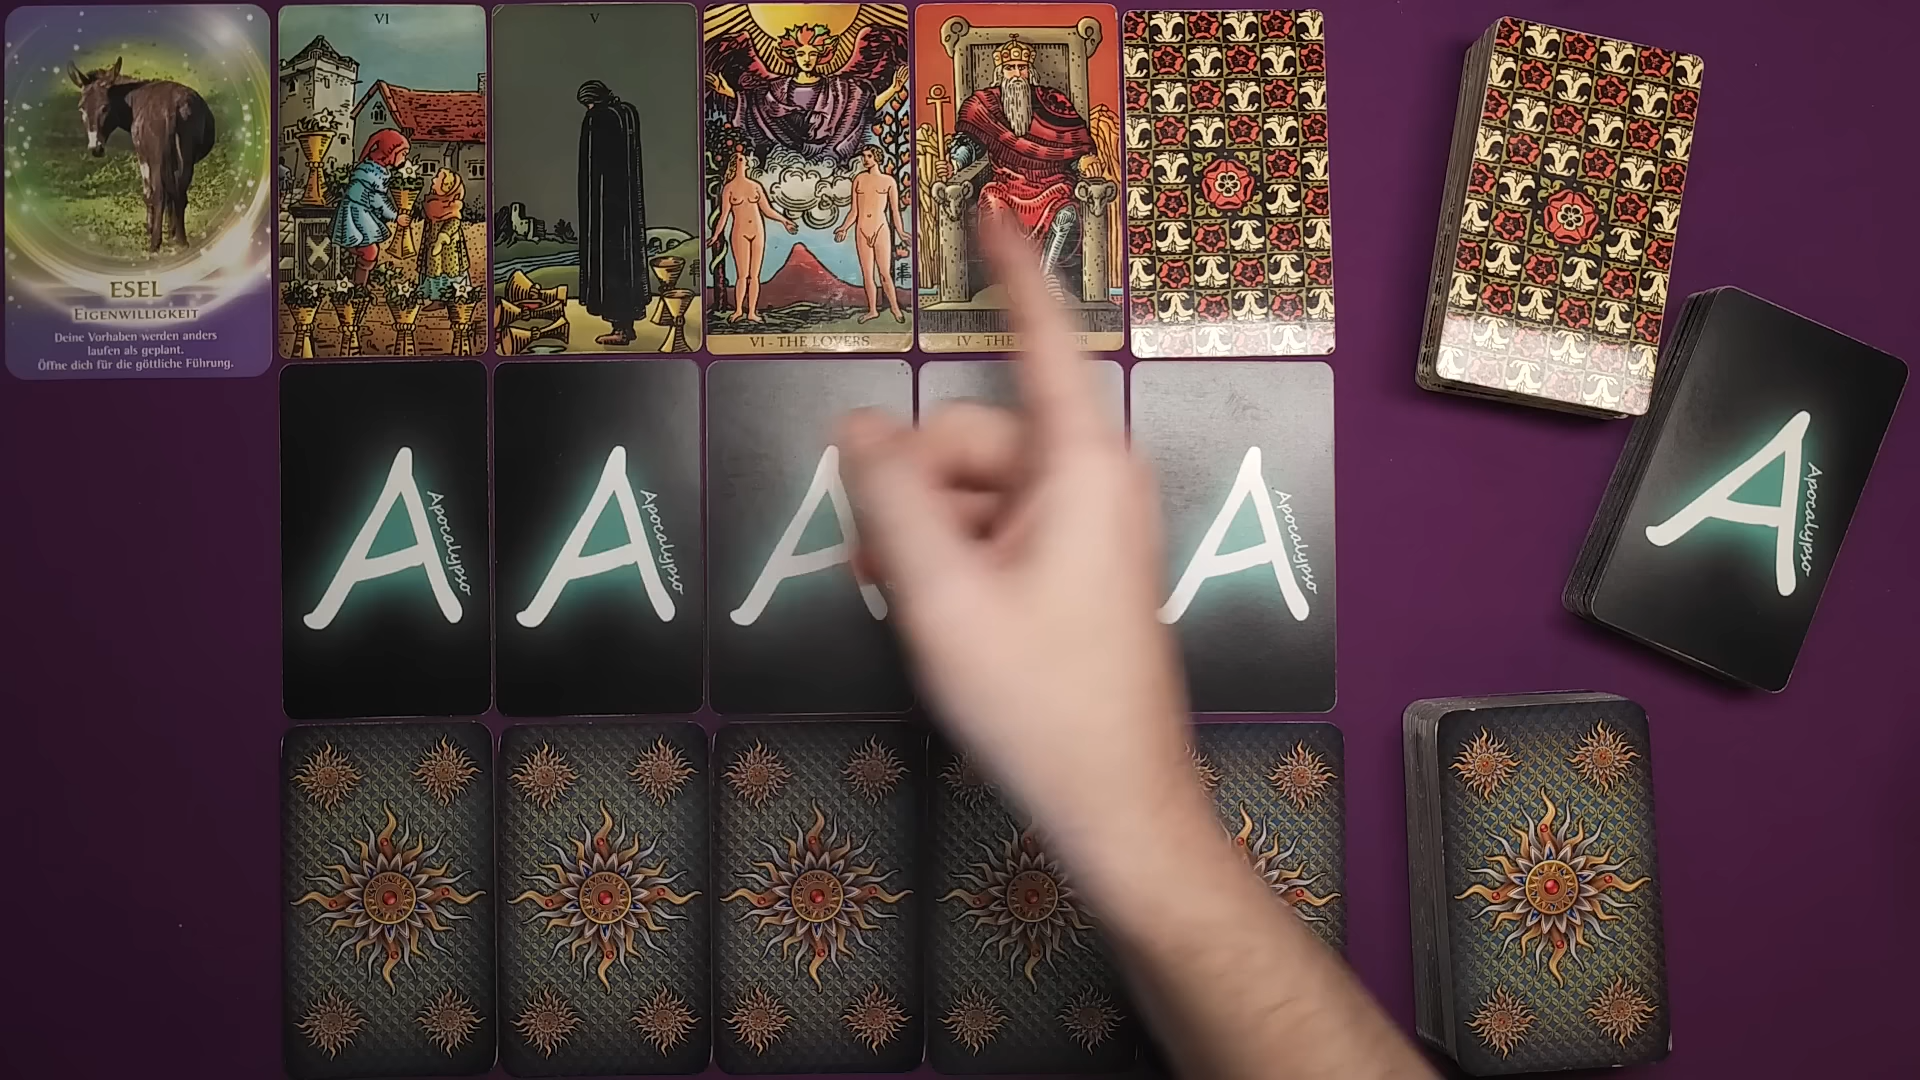 VI
V
ESEL
EIGENWILLIGKEIT
Deine Vorhaben werden anders
laufen als geplant.
Öffne dich für die göttliche Führung.
VI - THE LOVERS
IV - THE
A
Apocalypso
A
Apocalypso
A
A
Apocalypso
A
Apocalypso